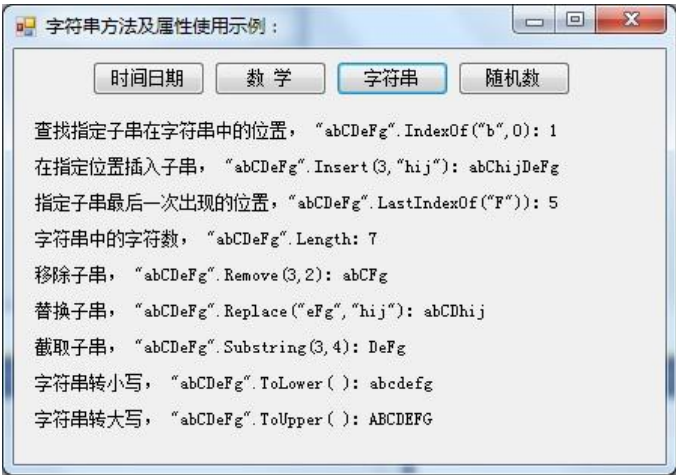 字符串方法及属性使用示例：
时间日期 数 学 字符串 随机数
查找指定子串在字符串中的位置， "abCDeFg".IndexOf("b",0): 1
在指定位置插入子串， "abCDeFg".Insert(3,"hij"): abChijDeFg
指定子串最后一次出现的位置，"abCDeFg".LastIndexOf("F")): 5
字符串中的字符数， "abCDeFg".Length: 7
移除子串， "abCDeFg".Remove(3,2): abCFg
替换子串， "abCDeFg".Replace("eFg","hij"): abCDhij
截取子串， "abCDeFg".Substring(3,4): DeFg
字符串转小写， "abCDeFg".ToLower( ): abcdefg
字符串转大写， "abCDeFg".ToUpper( ): ABCDEFG